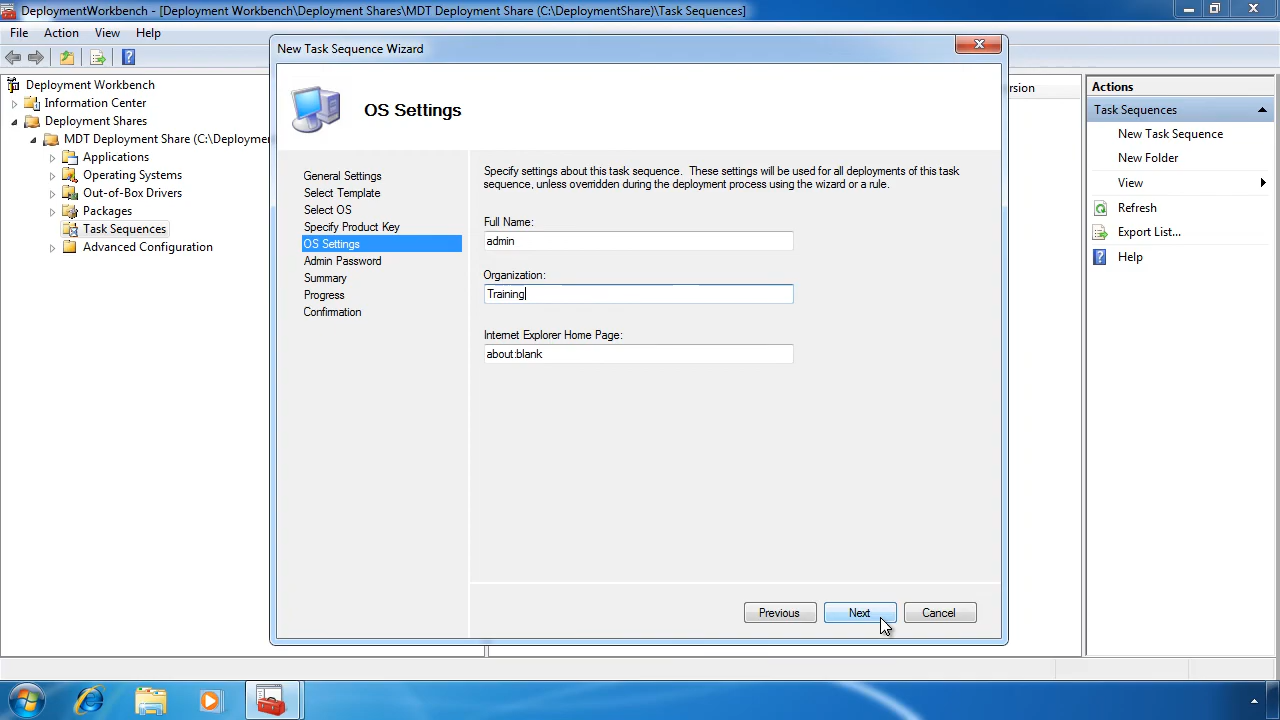 DeploymentWorkbench - [Deployment Workbench\Deployment Shares\MDT Deployment Share (C:\DeploymentShare)\Task Sequences]
File Action View Help
New Task Sequence Wizard
OS Settings
Deployment Workbench
Information Center
Deployment Shares
MDT Deployment Share (C:\Deployme
Applications
Operating Systems
Out-of-Box Drivers
Packages
Task Sequences
Advanced Configuration
General Settings
Select Template
Select OS
Specify Product Key
OS Settings
Admin Password
Summary
Progress
Confirmation
Specify settings about this task sequence. These settings will be used for all deployments of this task
sequence, unless overridden during the deployment process using the wizard or a rule.
Full Name:
admin
Organization:
Training
Internet Explorer Home Page:
about:blank
Previous Next Cancel
rsion
Actions
Task Sequences
New Task Sequence
New Folder
View
Refresh
Export List...
Help